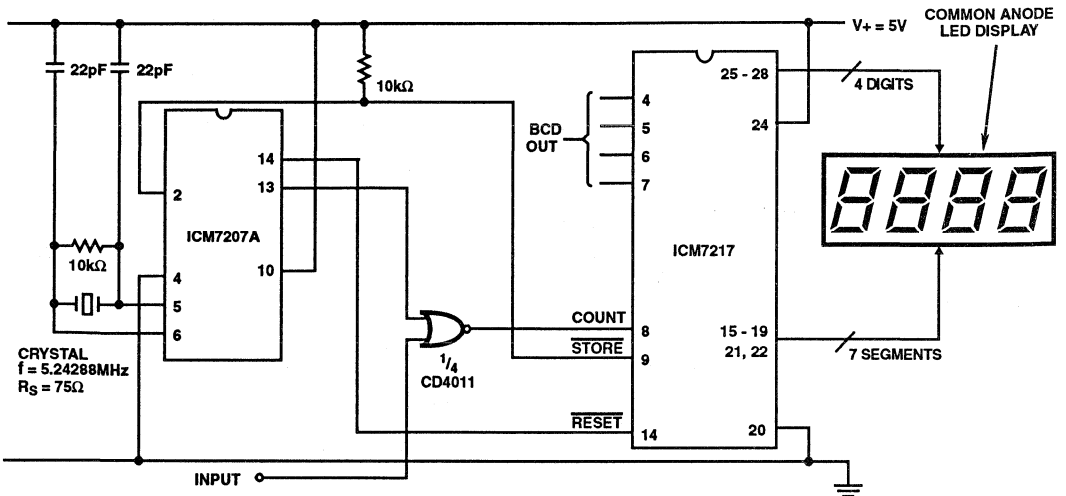 V+ = 5V
COMMON ANODE
LED DISPLAY
22pF
22pF
10kΩ
25 - 28
4 DIGITS
24
BCD
OUT
4
5
6
7
14
13
2
ICM7207A
ICM7217
10kΩ
4
10
5
6
CRYSTAL
f = 5.24288MHz
RS = 75Ω
1/4
CD4011
COUNT
8
STORE
9
15 - 19
21, 22
7 SEGMENTS
RESET
14
20
INPUT
8888